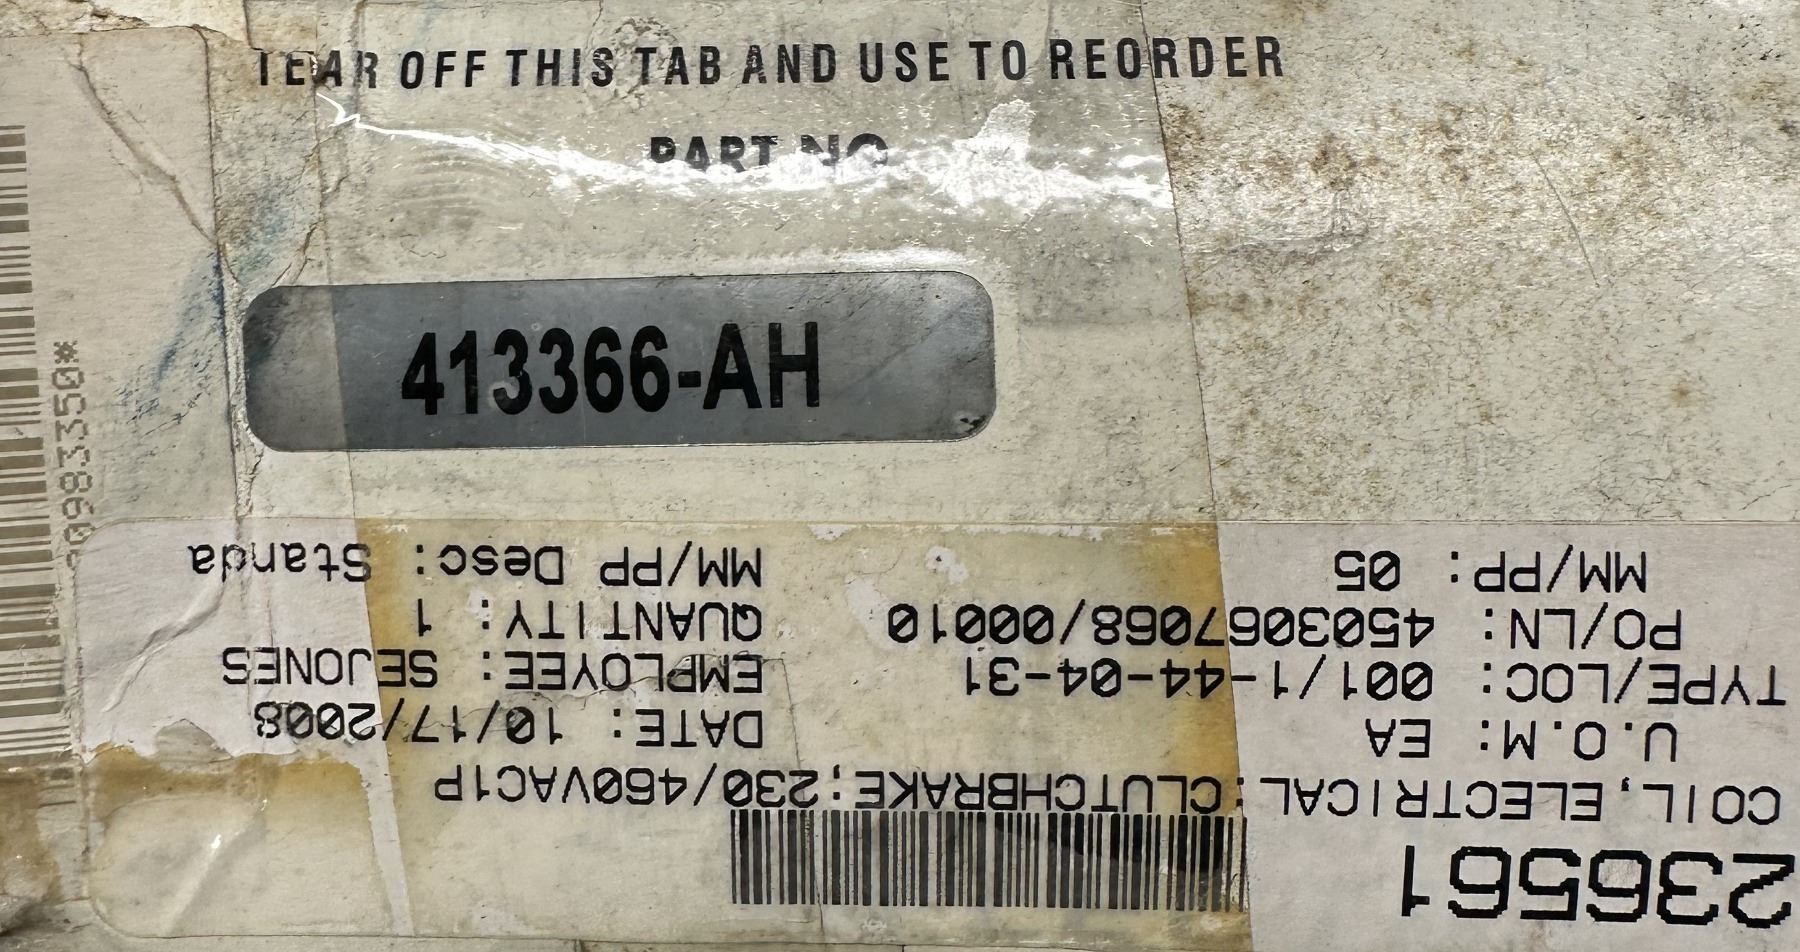 TEAR OFF THIS TAB AND USE TO REORDER
PART NO
413366-AH
236561
COIL,ELECTRICAL:CLUTCHBRAKE;230/460VAC1P
U.O.M: EA
DATE: 10/17/2008
TYPE/LOC: 001/1-44-04-31
EMPLOYEE: SEJONES
PO/LN: 4503067068/00010
QUANTITY: 1
MM/PP: 05
MM/PP Desc: Standa
0983350*